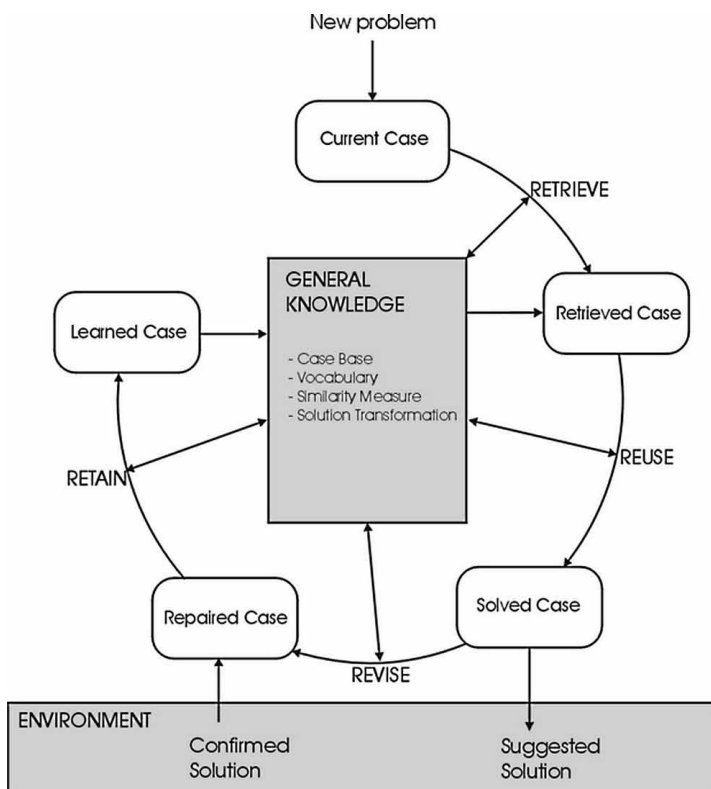 New problem
Current Case
RETRIEVE
GENERAL
KNOWLEDGE
- Case Base
- Vocabulary
- Similarity Measure
- Solution Transformation
Learned Case
Retrieved Case
RETAIN
REUSE
Repaired Case
Solved Case
REVISE
ENVIRONMENT
Confirmed
Solution
Suggested
Solution